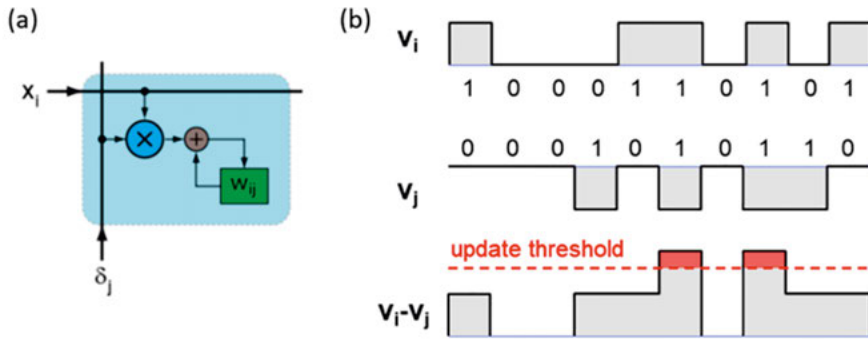 (a)
x_i
w_ij
δ_j
(b)
V_i
1 0 0 0 1 1 0 1 0 1
0 0 0 1 0 1 0 1 1 0
V_j
update threshold
V_i-V_j